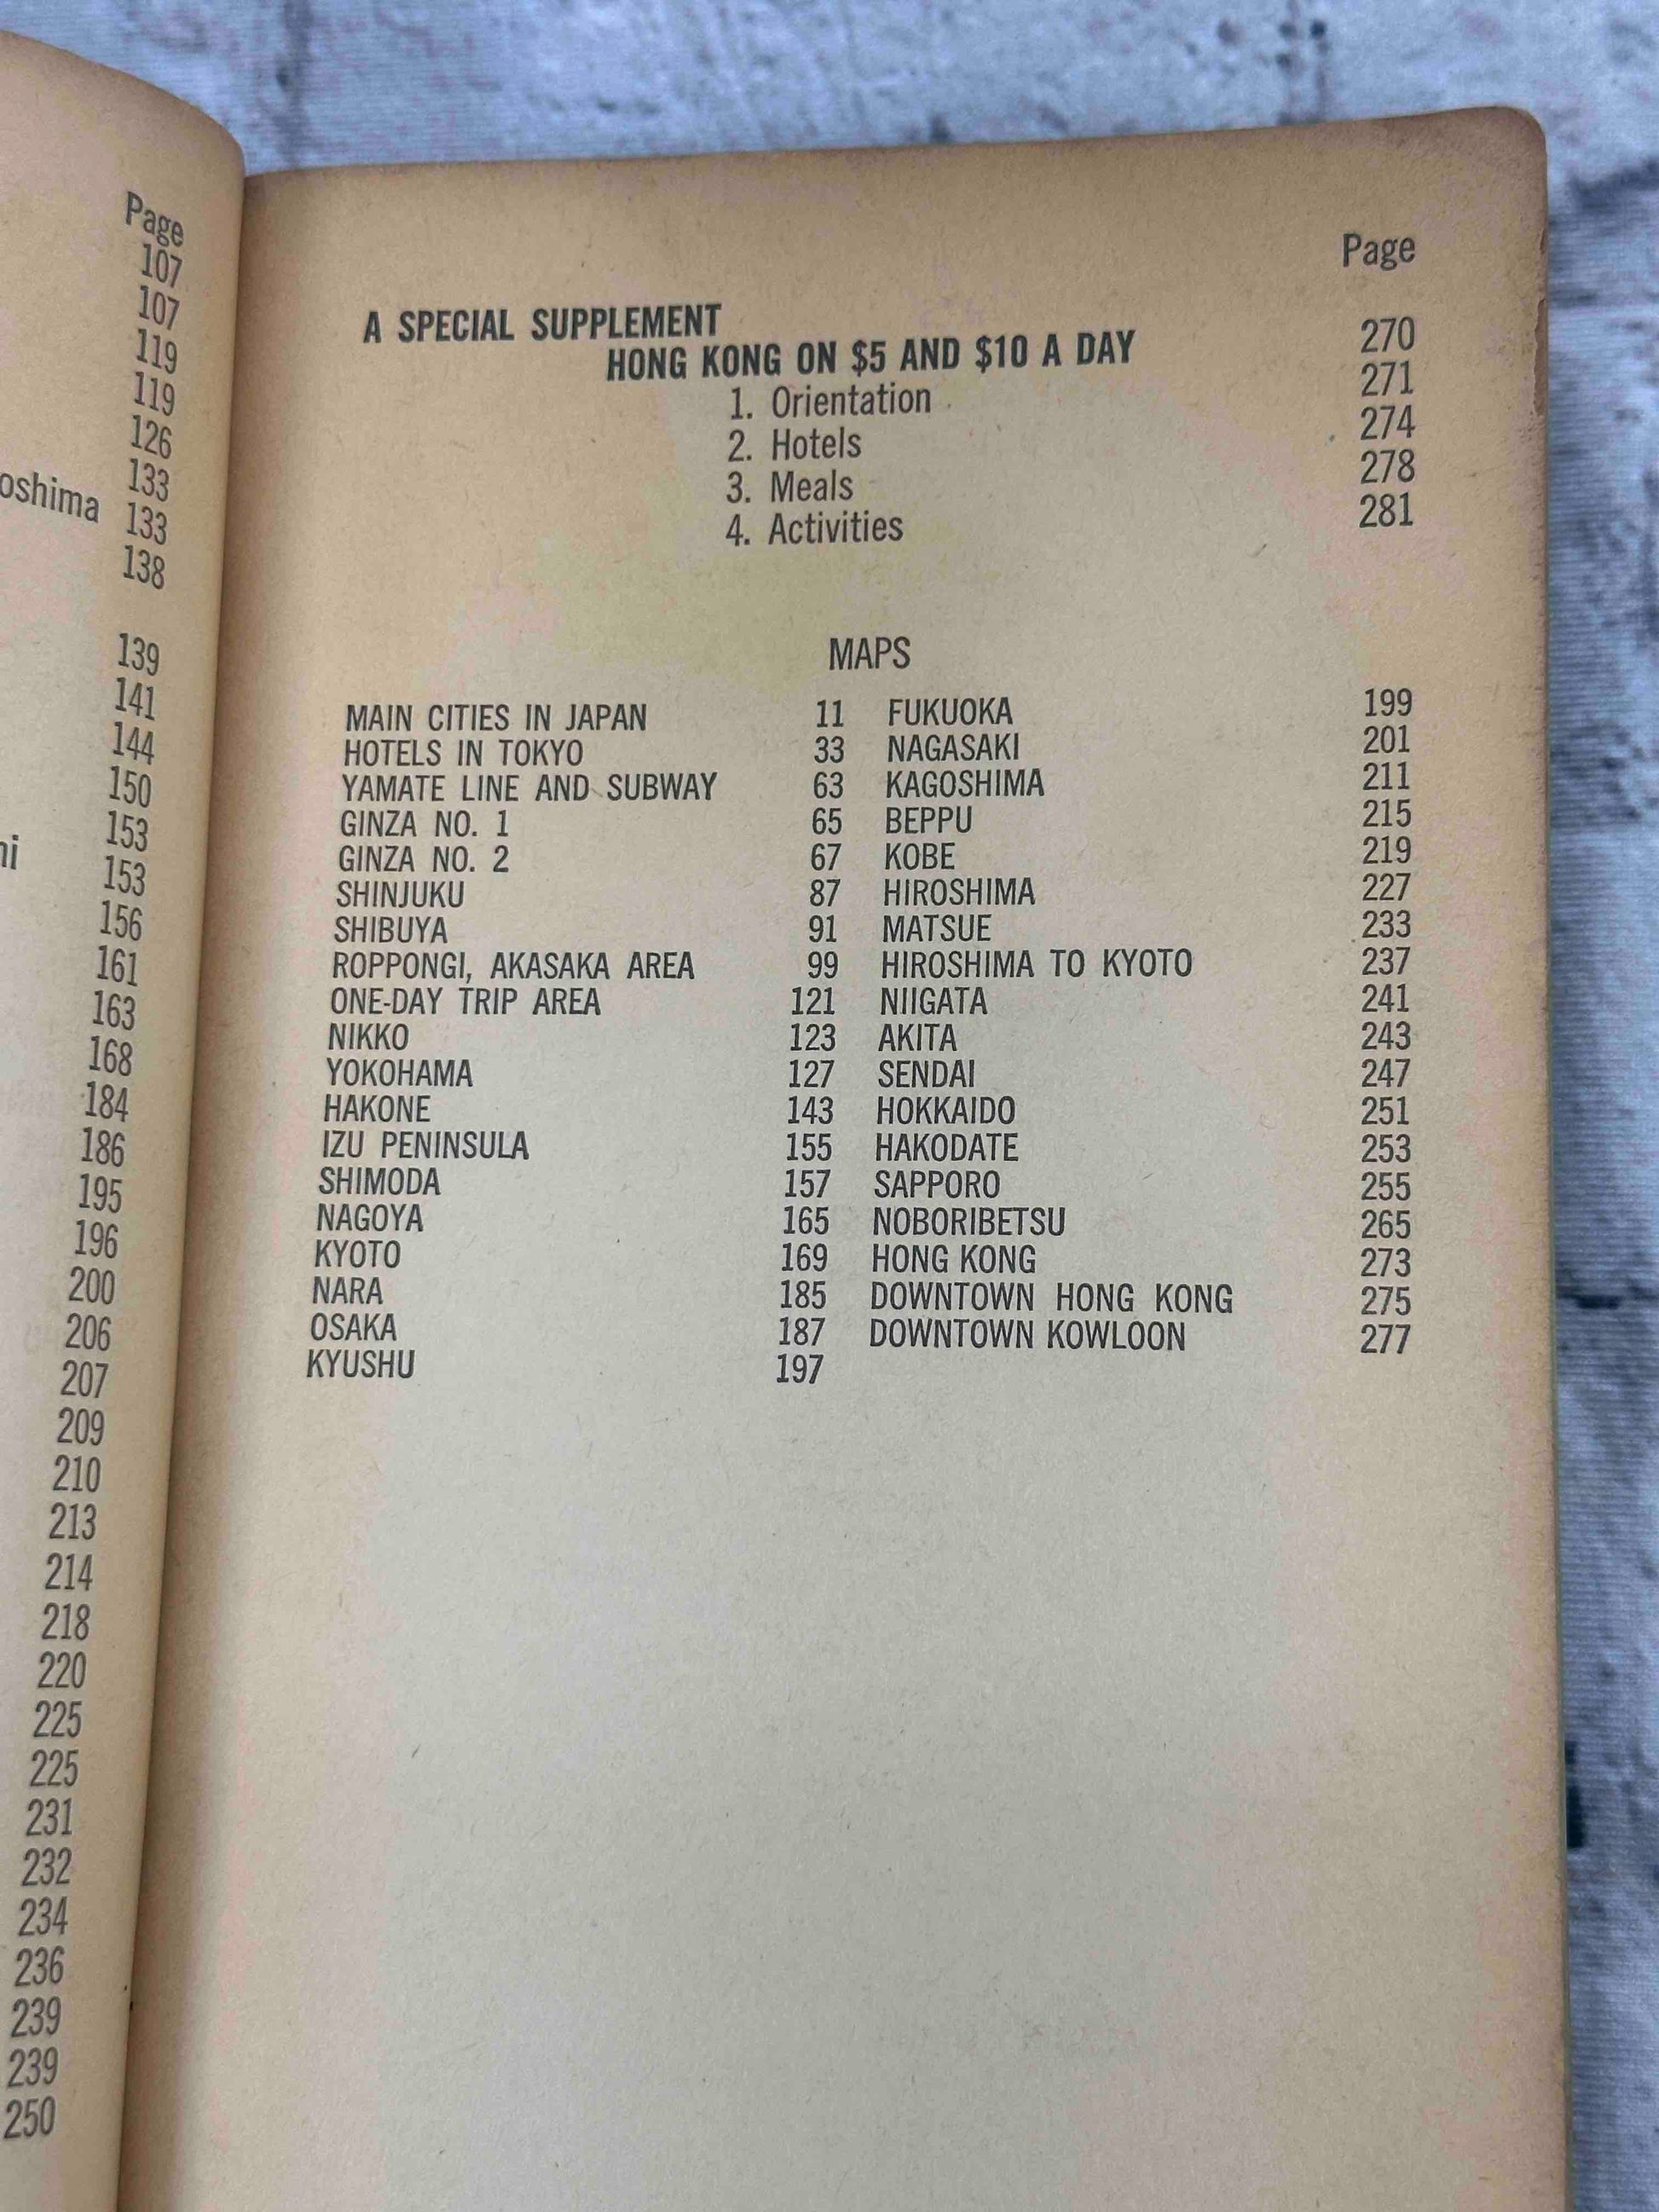 Page
107
107
119
119
126
133
oshima 133
138
139
141
144
150
153
153
156
161
163
168
184
186
195
196
200
206
207
209
210
213
214
218
220
225
225
231
232
234
236
239
239
250
Page
A SPECIAL SUPPLEMENT
HONG KONG ON $5 AND $10 A DAY 270
1. Orientation 271
2. Hotels 274
3. Meals 278
4. Activities 281
MAPS
MAIN CITIES IN JAPAN 11 FUKUOKA 199
HOTELS IN TOKYO 33 NAGASAKI 201
YAMATE LINE AND SUBWAY 63 KAGOSHIMA 211
GINZA NO. 1 65 BEPPU 215
GINZA NO. 2 67 KOBE 219
SHINJUKU 87 HIROSHIMA 227
SHIBUYA 91 MATSUE 233
ROPPONGI, AKASAKA AREA 99 HIROSHIMA TO KYOTO 237
ONE-DAY TRIP AREA 121 NIIGATA 241
NIKKO 123 AKITA 243
YOKOHAMA 127 SENDAI 247
HAKONE 143 HOKKAIDO 251
IZU PENINSULA 155 HAKODATE 253
SHIMODA 157 SAPPORO 255
NAGOYA 165 NOBORIBETSU 265
KYOTO 169 HONG KONG 273
NARA 185 DOWNTOWN HONG KONG 275
OSAKA 187 DOWNTOWN KOWLOON 277
KYUSHU 197